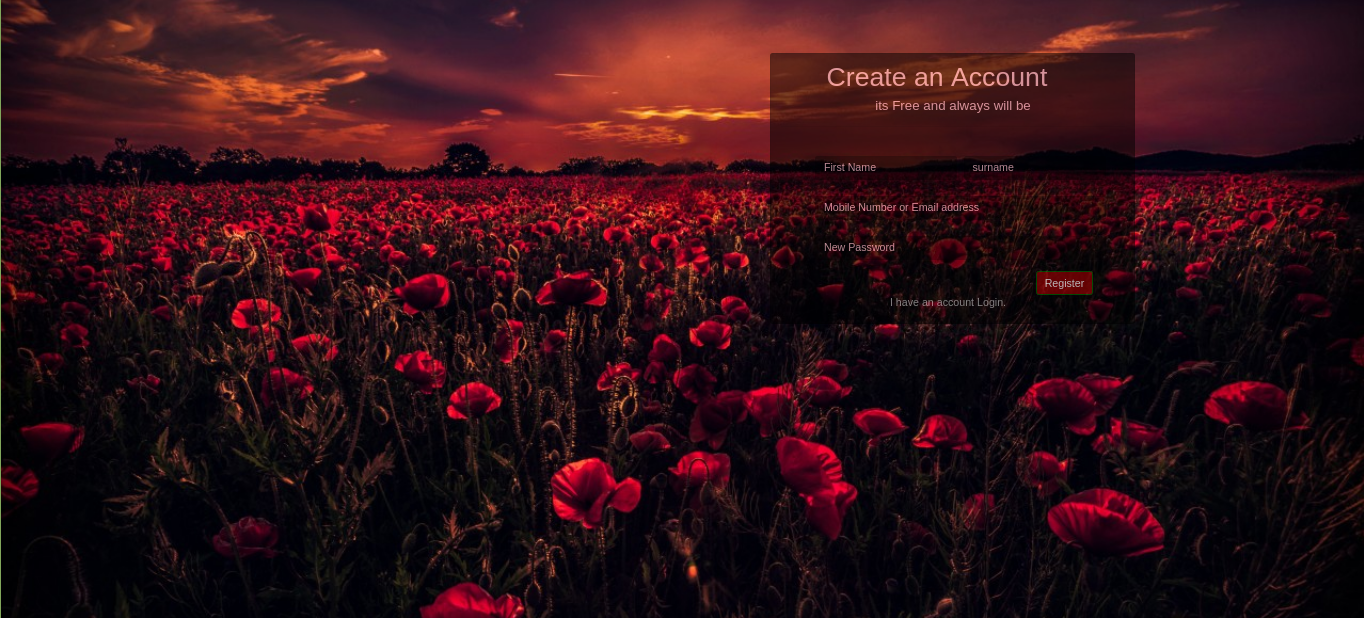 Create an Account
its Free and always will be
First Name surname
Mobile Number or Email address
New Password
Register
I have an account Login.